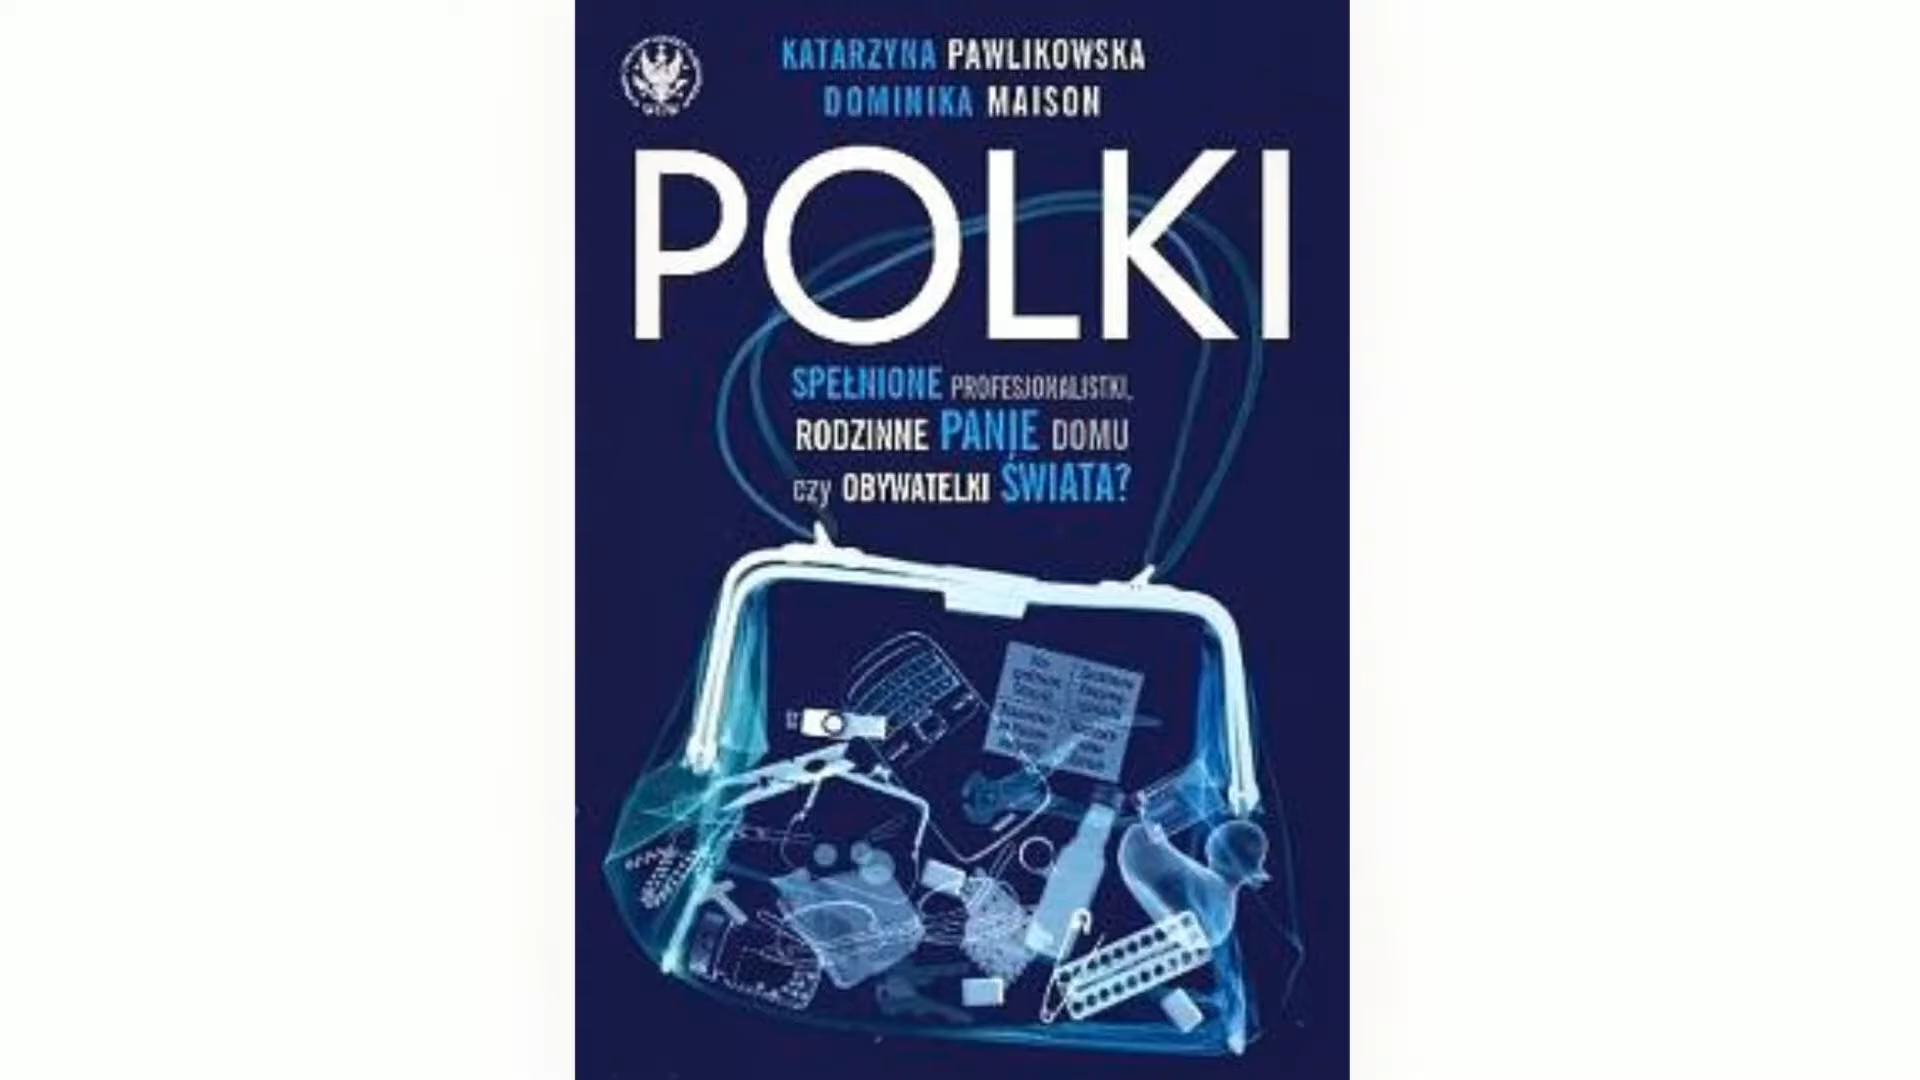 KATARZYNA PAWLIKOWSKA
DOMINIKA MAISON
POLKI
SPEŁNIONE PROFESJONALISTKI,
RODZINNE PANIE DOMU
czy OBYWATELKI ŚWIATA?